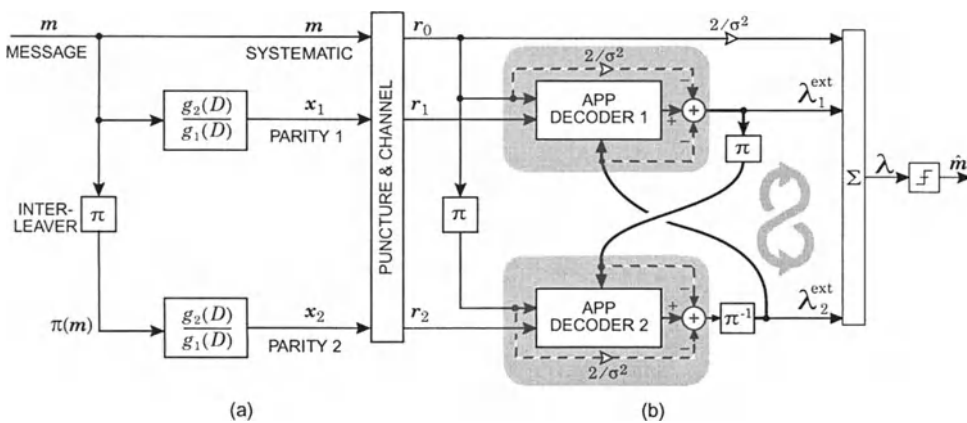 m
MESSAGE
m
SYSTEMATIC
r₀
2/σ²
2/σ²
g₂(D)
g₁(D)
x₁
PARITY 1
r₁
APP
DECODER 1
+
−
−
+
λ₁ᵉˣᵗ
π
INTER-
LEAVER
π
PUNCTURE & CHANNEL
π
Σ
λ
m̂
π(m)
g₂(D)
g₁(D)
x₂
PARITY 2
r₂
APP
DECODER 2
+
−
−
+
π⁻¹
λ₂ᵉˣᵗ
2/σ²
(a)
(b)